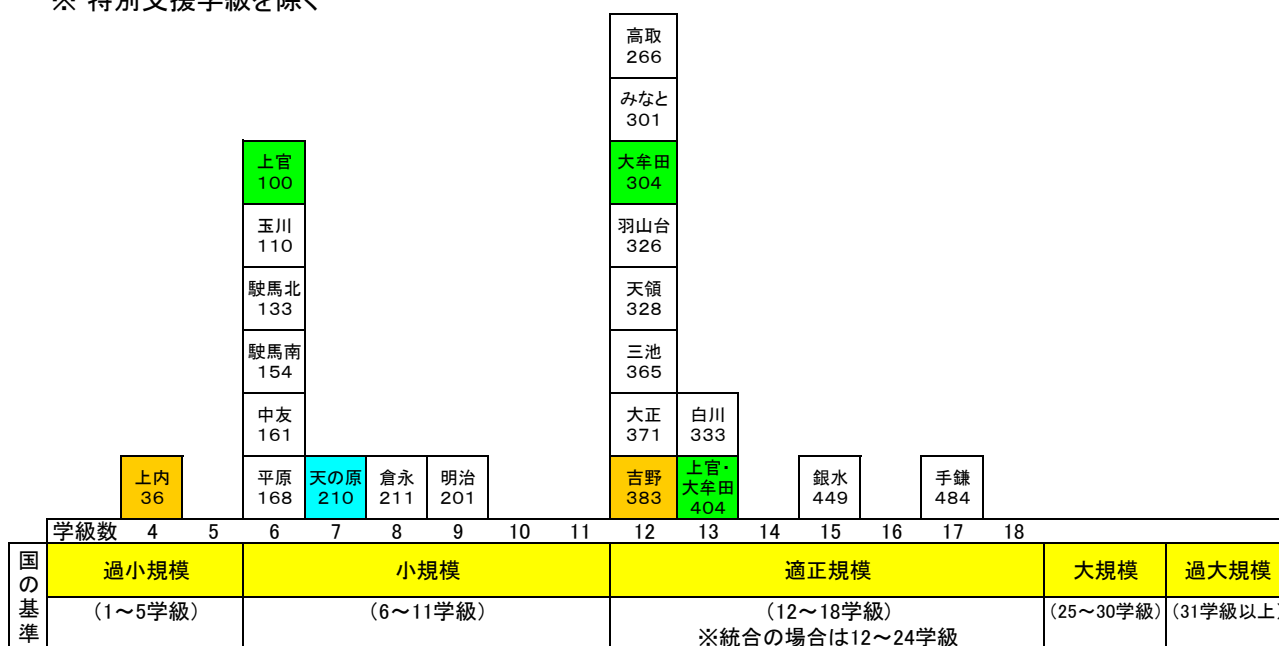 ※ 特別支援学級を除く
高取
266
みなと
301
上官
100
大牟田
304
玉川
110
羽山台
326
駛馬北
133
天領
328
駛馬南
154
三池
365
中友
161
大正
371
白川
333
上内
36
平原
168
天の原
210
倉永
211
明治
201
吉野
383
上官・
大牟田
404
銀水
449
手鎌
484
学級数 4 5 6 7 8 9 10 11 12 13 14 15 16 17 18
国の基準
過小規模 小規模 適正規模 大規模 過大規模
（1～5学級） （6～11学級） （12～18学級） （25～30学級） （31学級以上）
※統合の場合は12～24学級